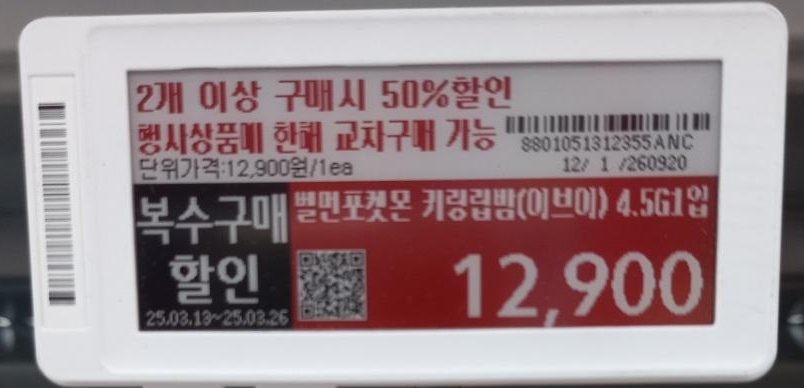 2개 이상 구매시 50%할인
행사상품에 한해 교차구매 가능
8801051312355ANC
단위가격:12,900원/1ea
12/ 1 /260920
복수구매
할인
25.03.13~25.03.26
벨먼포켓몬 키링립밤(이브이) 4.5G1입
12,900